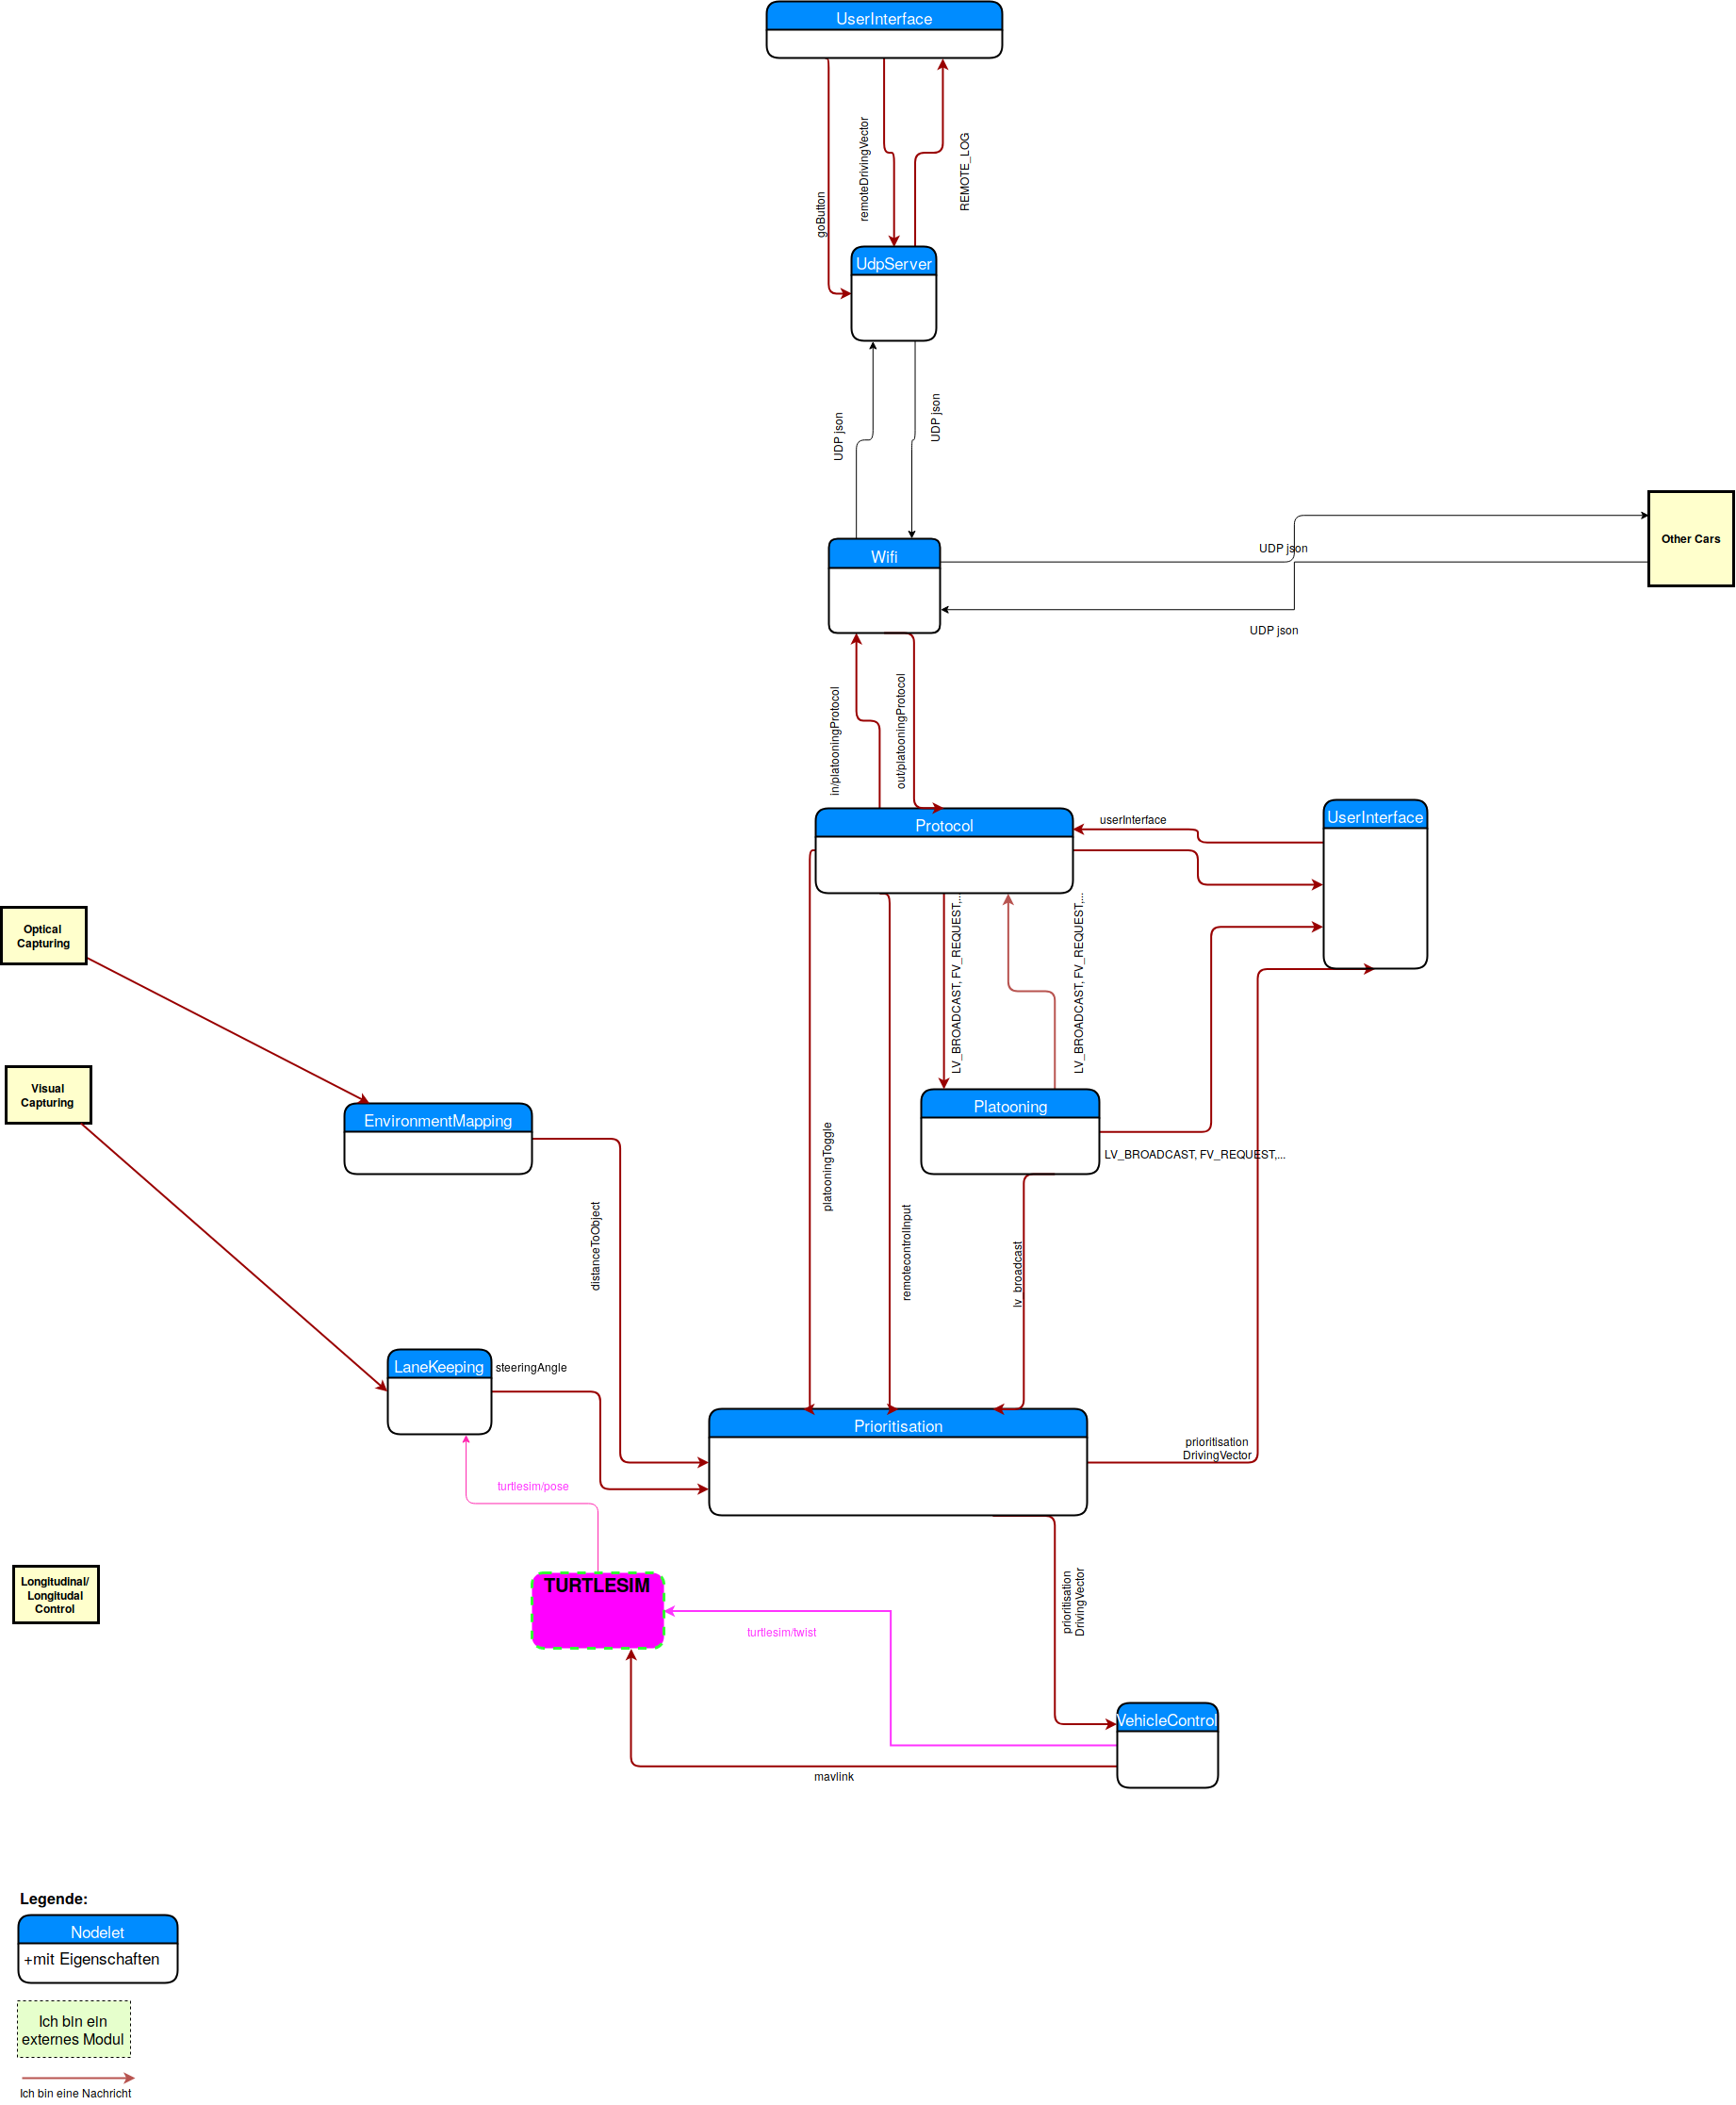 UserInterface
remoteDrivingVector
REMOTE_LOG
goButton
UdpServer
UDP json
UDP json
Other Cars
Wifi
UDP json
UDP json
in/platooningProtocol
out/platooningProtocol
UserInterface
Protocol
userInterface
LV_BROADCAST, FV_REQUEST,...
LV_BROADCAST, FV_REQUEST,...
Optical
Capturing
Visual
Capturing
EnvironmentMapping
Platooning
LV_BROADCAST, FV_REQUEST,...
platooningToggle
distanceToObject
remotecontrolInput
lv_broadcast
LaneKeeping
steeringAngle
Prioritisation
prioritisation
DrivingVector
turtlesim/pose
Longitudinal/
Longitudal
Control
TURTLESIM
turtlesim/twist
prioritisation
DrivingVector
VehicleControl
mavlink
Legende:
Nodelet
+mit Eigenschaften
Ich bin ein
externes Modul
Ich bin eine Nachricht